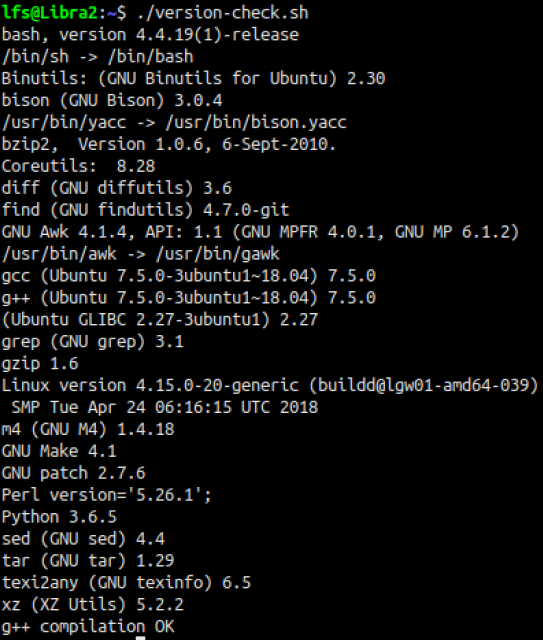 lfs@Libra2:~$ ./version-check.sh
bash, version 4.4.19(1)-release
/bin/sh -> /bin/bash
Binutils: (GNU Binutils for Ubuntu) 2.30
bison (GNU Bison) 3.0.4
/usr/bin/yacc -> /usr/bin/bison.yacc
bzip2,  Version 1.0.6, 6-Sept-2010.
Coreutils:  8.28
diff (GNU diffutils) 3.6
find (GNU findutils) 4.7.0-git
GNU Awk 4.1.4, API: 1.1 (GNU MPFR 4.0.1, GNU MP 6.1.2)
/usr/bin/awk -> /usr/bin/gawk
gcc (Ubuntu 7.5.0-3ubuntu1~18.04) 7.5.0
g++ (Ubuntu 7.5.0-3ubuntu1~18.04) 7.5.0
(Ubuntu GLIBC 2.27-3ubuntu1) 2.27
grep (GNU grep) 3.1
gzip 1.6
Linux version 4.15.0-20-generic (buildd@lgw01-amd64-039)
 SMP Tue Apr 24 06:16:15 UTC 2018
m4 (GNU M4) 1.4.18
GNU Make 4.1
GNU patch 2.7.6
Perl version='5.26.1';
Python 3.6.5
sed (GNU sed) 4.4
tar (GNU tar) 1.29
texi2any (GNU texinfo) 6.5
xz (XZ Utils) 5.2.2
g++ compilation OK